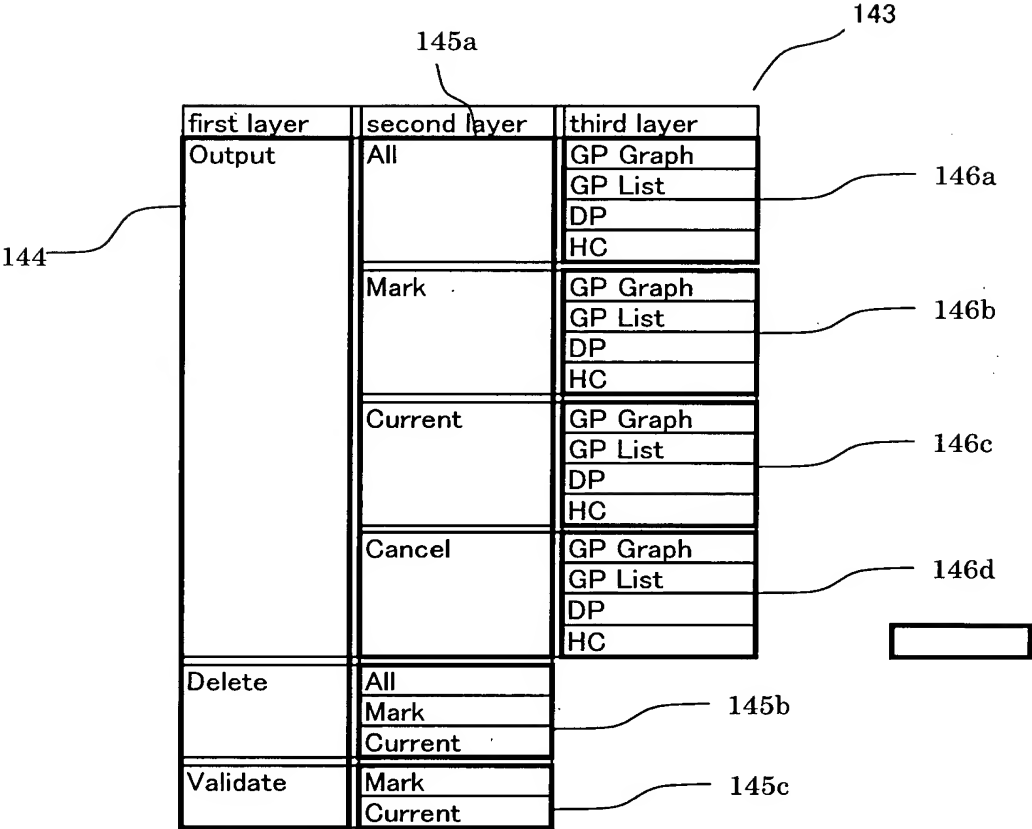 143
145a
first layer second layer third layer
Output All GP Graph
GP List 146a
DP
144 HC
Mark GP Graph
GP List 146b
DP
HC
Current GP Graph
GP List 146c
DP
HC
Cancel GP Graph
GP List 146d
DP
HC
Delete All
Mark 145b
Current
Validate Mark 145c
Current